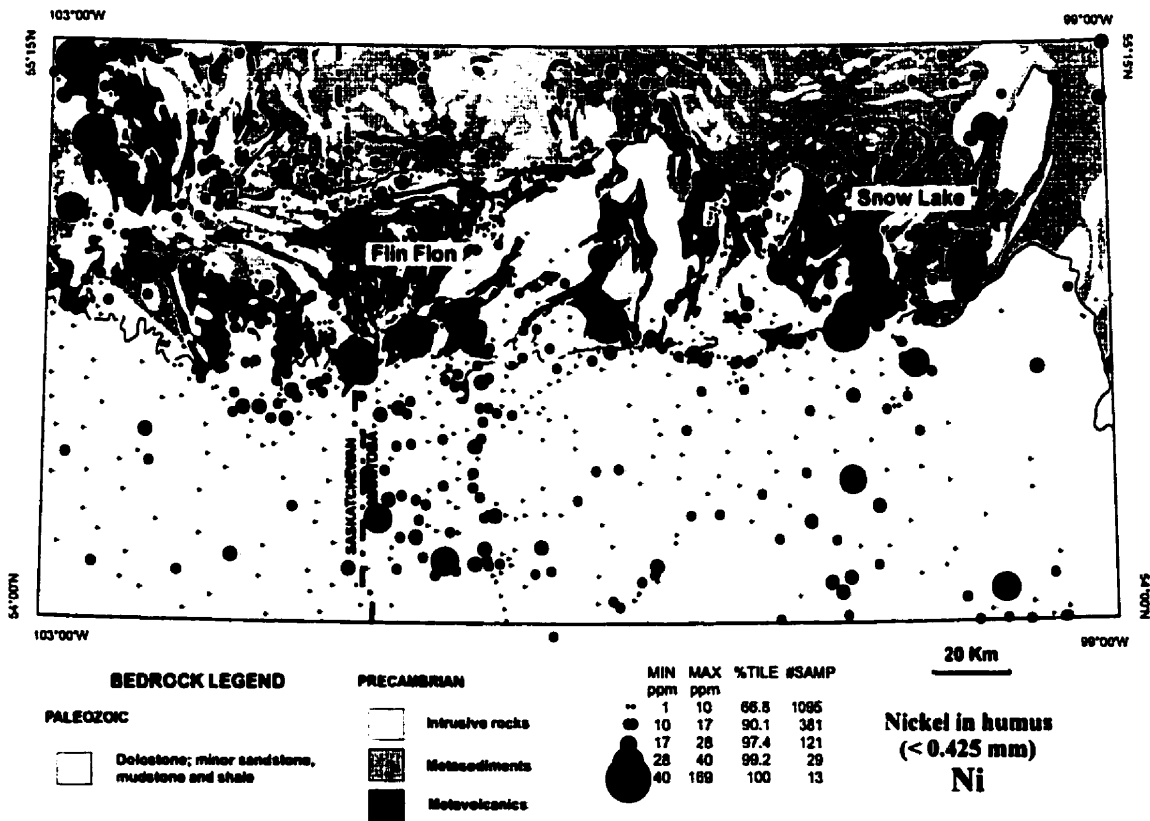 103°00'W
99°00'W
55°15'N
55°15'N
Snow Lake
Flin Flon
SASKATCHEWAN
MANITOBA
54°00'N
54°00'N
103°00'W
99°00'W
20 Km
BEDROCK LEGEND
PALEOZOIC
Dolostone; minor sandstone,
mudstone and shale
PRECAMBRIAN
Intrusive rocks
Metasediments
Metavolcanics
MIN MAX %TILE #SAMP
ppm ppm
1 10 66.8 1095
10 17 90.1 381
17 28 97.4 121
28 40 99.2 29
40 169 100 13
Nickel in humus
(< 0.425 mm)
Ni